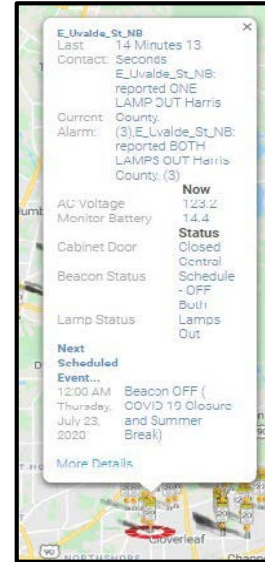 E_Uvalde_St_NB
Last 14 Minutes 13
Contact: Seconds
E_Uvalde_St_NB:
reported ONE
LAMP OUT Harris
Current County.
Alarm: (3),E_Uvalde_St_NB:
reported BOTH
LAMPS OUT Harris
County. (3)
Now
AC Voltage 123.2
Monitor Battery 14.4
Status
Cabinet Door Closed
Central
Beacon Status Schedule
- OFF
Both
Lamp Status Lamps
Out
Next
Scheduled
Event...
12:00 AM Beacon OFF (
Thursday, COVID 19 Closure
July 23, and Summer
2020 Break)
More Details
Cloverleaf
90
NORTHSHORE